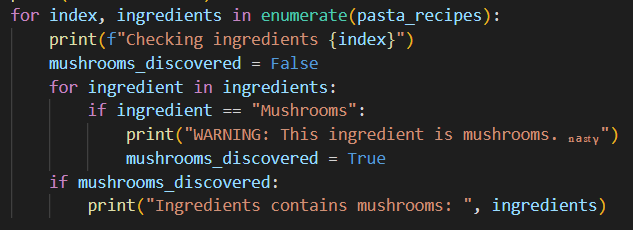 for index, ingredients in enumerate(pasta_recipes):
    print(f"Checking ingredients {index}")
    mushrooms_discovered = False
    for ingredient in ingredients:
        if ingredient == "Mushrooms":
            print("WARNING: This ingredient is mushrooms. ₙₐₛₜᵧ")
            mushrooms_discovered = True
    if mushrooms_discovered:
        print("Ingredients contains mushrooms: ", ingredients)